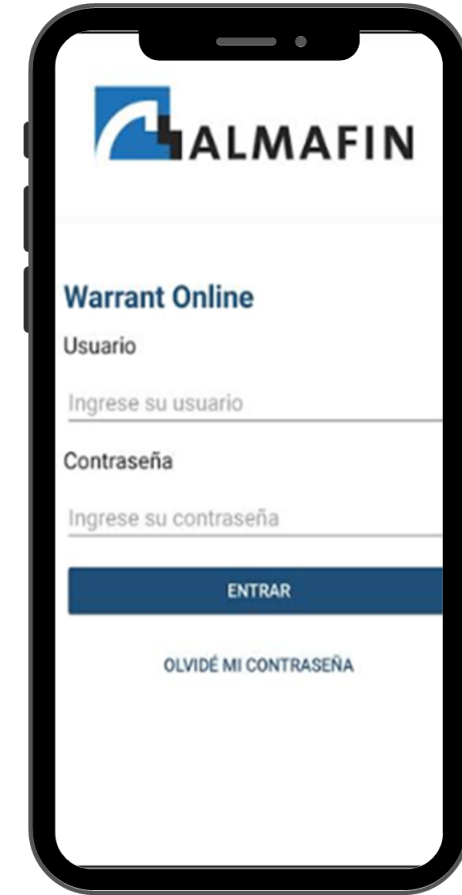 ALMAFIN
Warrant Online
Usuario
Ingrese su usuario
Contraseña
Ingrese su contraseña
ENTRAR
OLVIDÉ MI CONTRASEÑA